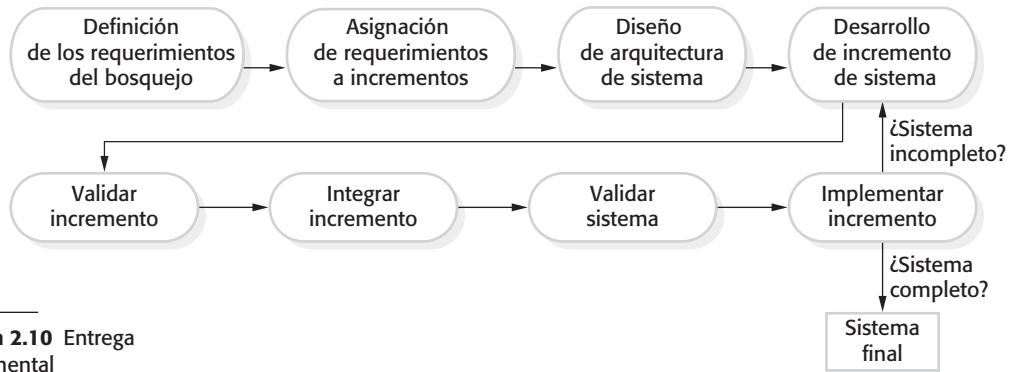 Definición
de los requerimientos
del bosquejo
Asignación
de requerimientos
a incrementos
Diseño
de arquitectura
de sistema
Desarrollo
de incremento
de sistema
¿Sistema
incompleto?
Validar
incremento
Integrar
incremento
Validar
sistema
Implementar
incremento
¿Sistema
completo?
Sistema
final
2.10 Entrega